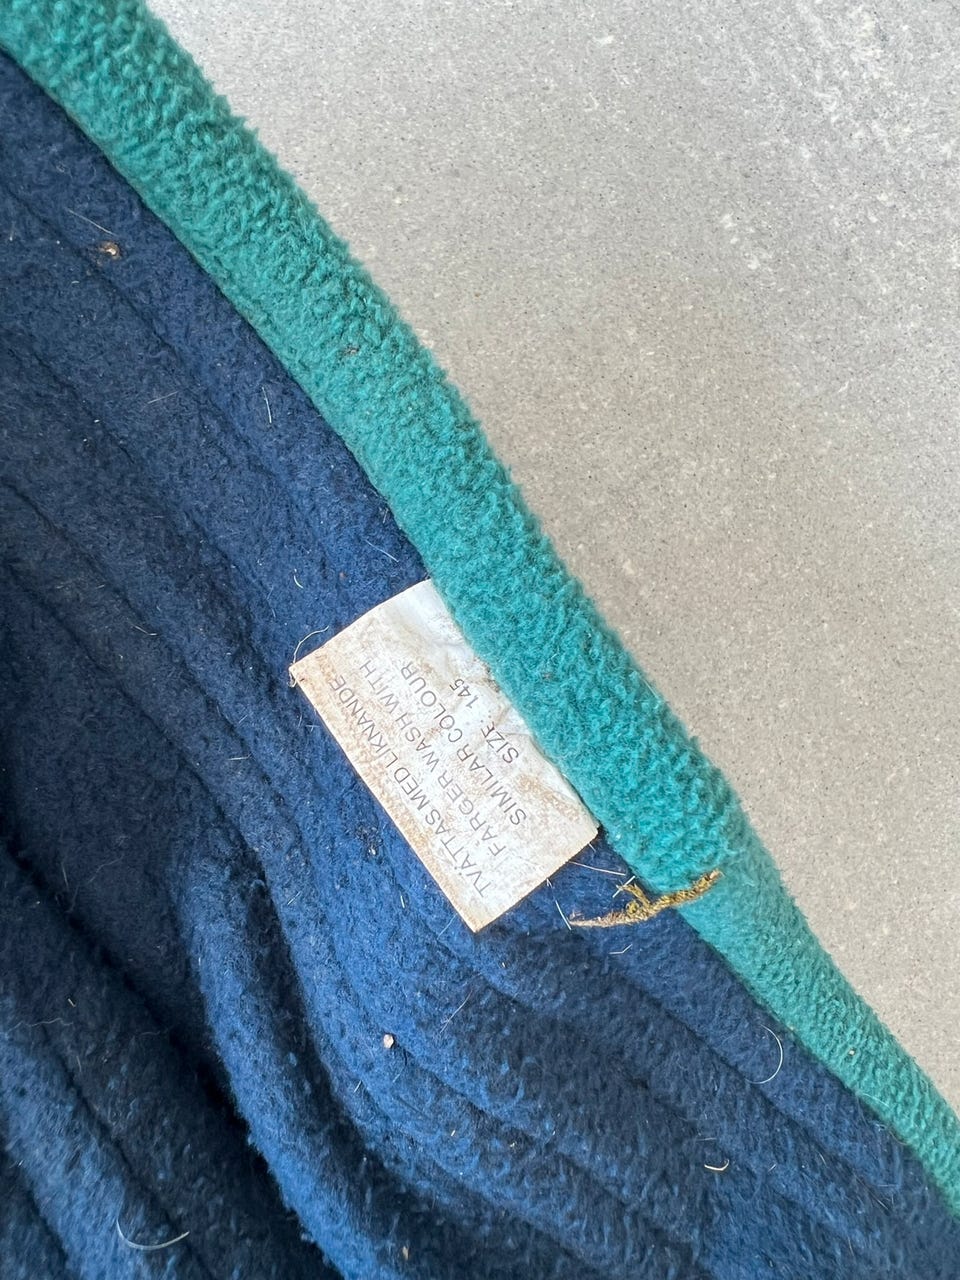 TVÄTTAS MED LIKNANDE
FÄRGER WASH WITH
SIMILAR COLOUR
SIZE: 145